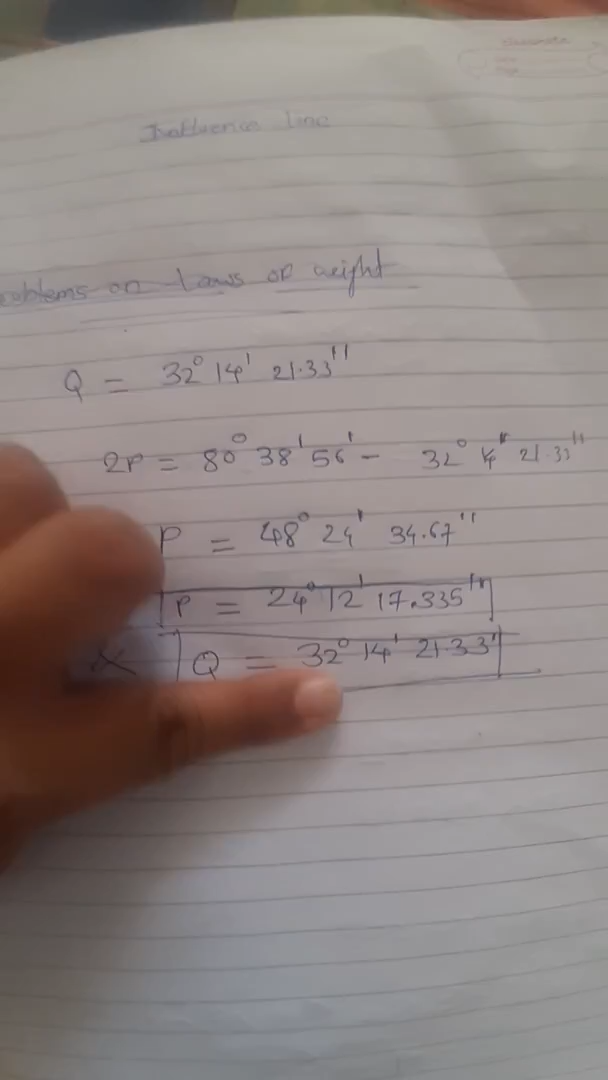 Influence line
roblems on Laws of weight
Q = 32° 14' 21.33"
2P = 80° 38' 56' - 32° 14' 21.33"
P = 48° 24' 34.67"
P = 24° 12' 17.335"
Q = 32° 14' 21.33"